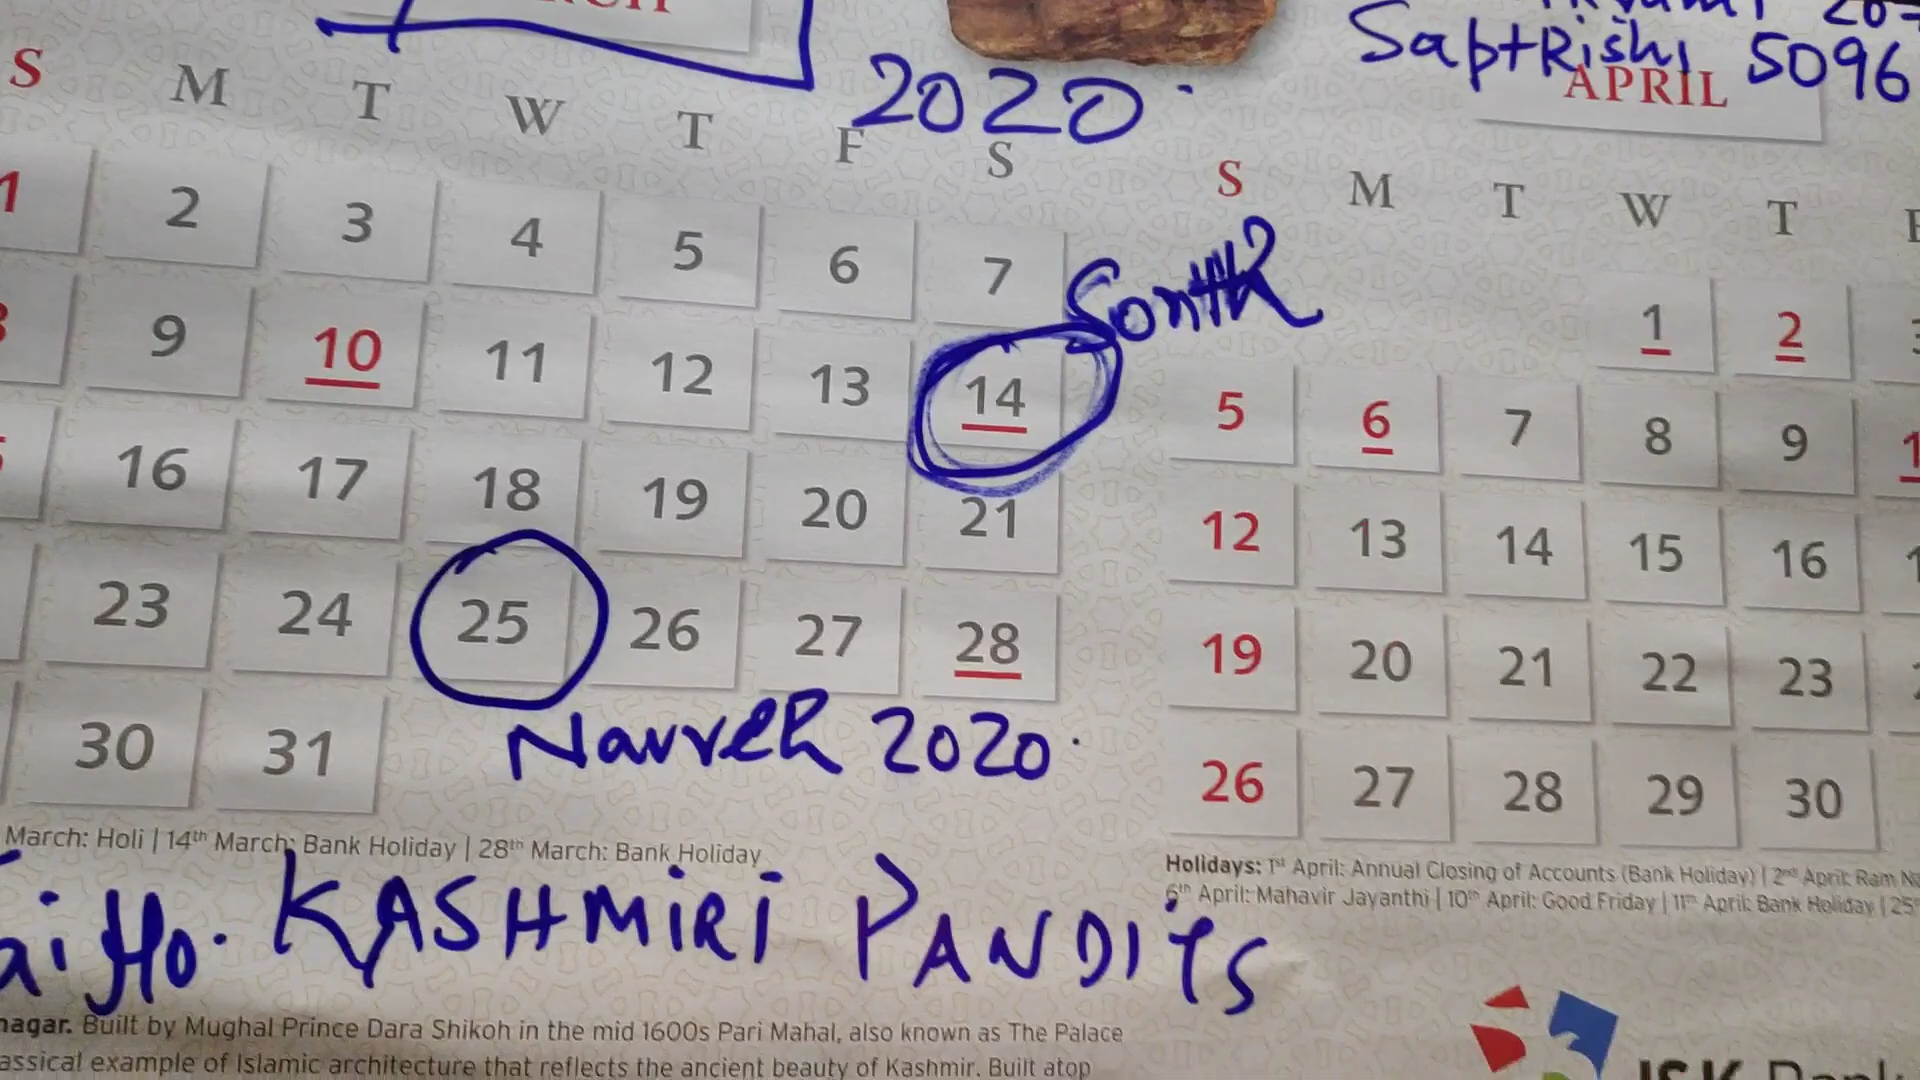 SaptRishi 5096
2020
APRIL
S M T W T F S
1 2 3 4 5 6 7
9 10 11 12 13 14
16 17 18 19 20 21
23 24 25 26 27 28
30 31
Sonth
Navreh 2020
March: Holi | 14th March: Bank Holiday | 28th March: Bank Holiday
S M T W T
1 2
5 6 7 8 9
12 13 14 15 16
19 20 21 22 23
26 27 28 29 30
Holidays: 1st April: Annual Closing of Accounts (Bank Holiday) | 2nd April: Ram
6th April: Mahavir Jayanthi | 10th April: Good Friday | 11th April: Bank Holiday | 25
Ho. KASHMIRI PANDITS
nagar. Built by Mughal Prince Dara Shikoh in the mid 1600s Pari Mahal, also known as The Palace
assical example of Islamic architecture that reflects the ancient beauty of Kashmir. Built atop
J&K Bank